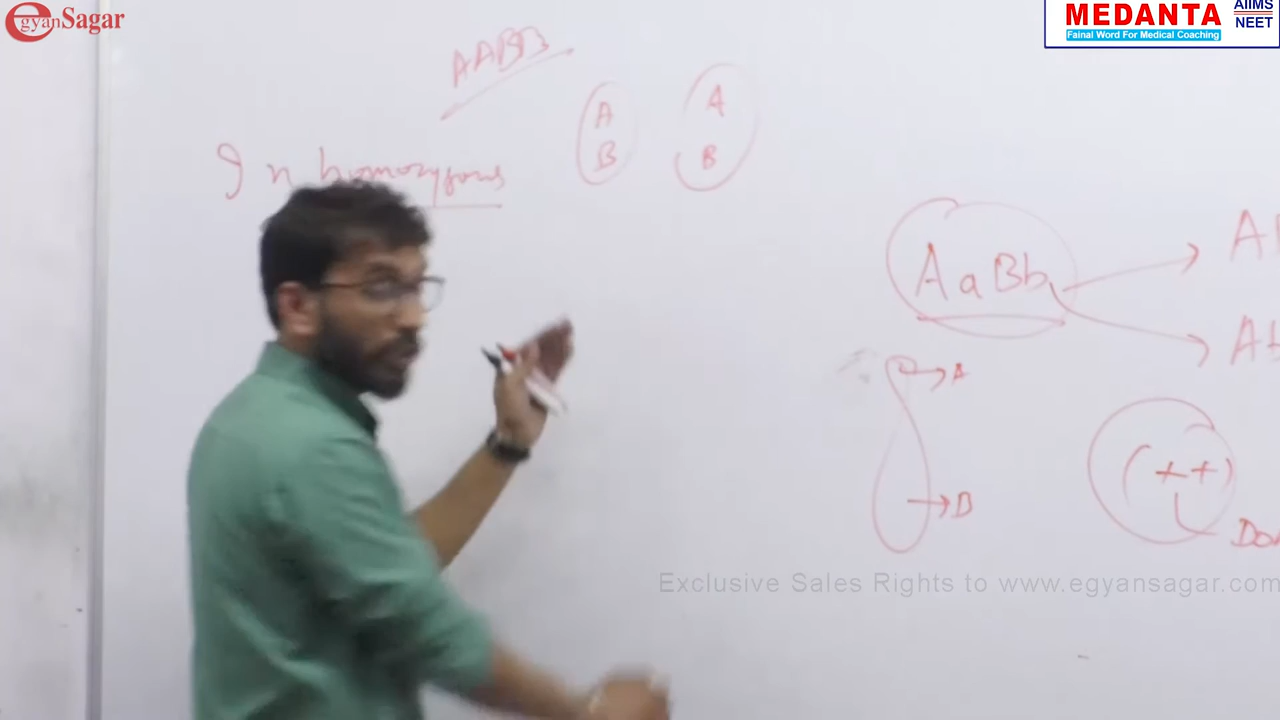 egyanSagar
MEDANTA
AIIMS
NEET
Fainal Word For Medical Coaching
AABB
A
B
A
B
In homozygous
AaBb
A
B
(++)
Exclusive Sales Rights to www.egyansagar.com